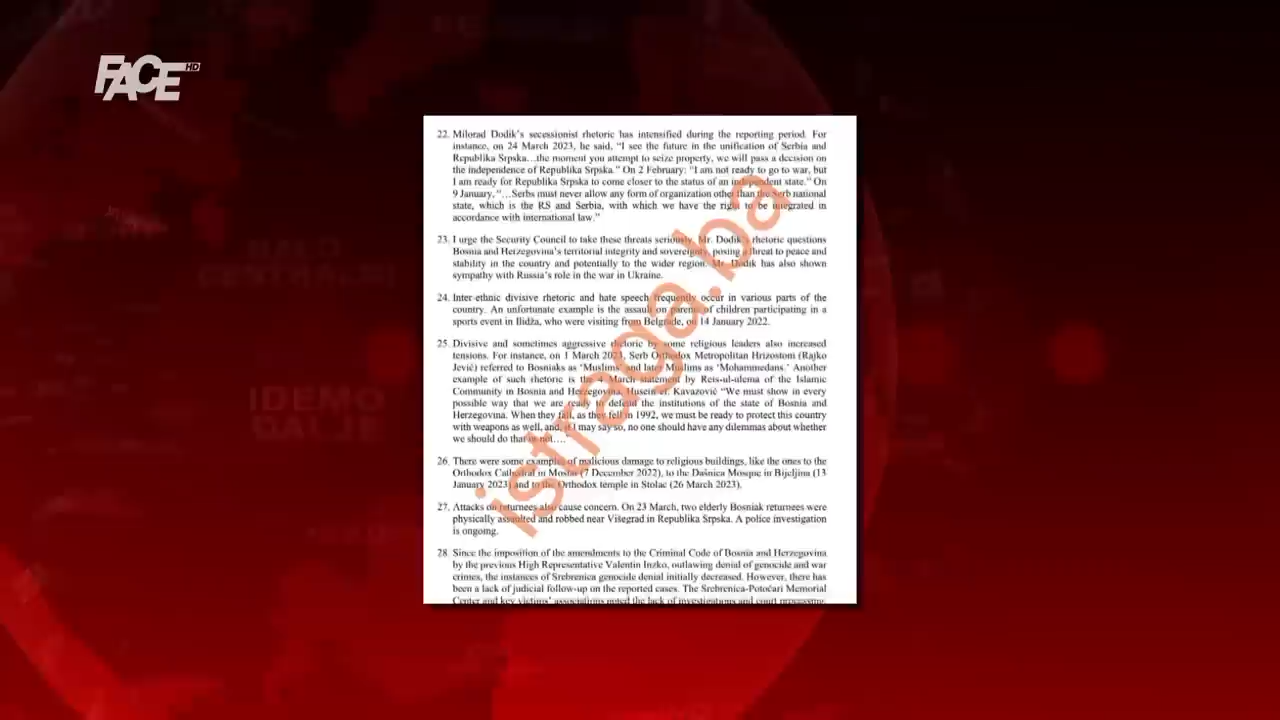 FACE HD
22. Milorad Dodik's secessionist rhetoric has intensified during the reporting period. For
instance, on 24 March 2023, he said, "I see the future in the unification of Serbia and
Republika Srpska…the moment you attempt to seize property, we will pass a decision on
the independence of Republika Srpska." On 2 February: "I am not ready to go to war, but
I am ready for Republika Srpska to come closer to the status of an independent state." On
9 January, "…Serbs must never allow any form of organization other than the Serb national
state, which is the RS and Serbia, with which we have the right to be integrated in
accordance with international law."
23. I urge the Security Council to take these threats seriously. Mr. Dodik's rhetoric questions
Bosnia and Herzegovina's territorial integrity and sovereignty, posing a threat to peace and
stability in the country and potentially to the wider region. Mr. Dodik has also shown
sympathy with Russia's role in the war in Ukraine.
24. Inter-ethnic divisive rhetoric and hate speech frequently occur in various parts of the
country. An unfortunate example is the assault on parents of children participating in a
sports event in Ilidža, who were visiting from Belgrade, on 14 January 2022.
25. Divisive and sometimes aggressive rhetoric by some religious leaders also increased
tensions. For instance, on 1 March 2023, Serb Orthodox Metropolitan Hrizostom (Rajko
Jević) referred to Bosniaks as 'Muslims' and later Muslims as 'Mohammedans.' Another
example of such rhetoric is the 4 March statement by Reis-ul-ulema of the Islamic
Community in Bosnia and Herzegovina, Husein ef. Kavazović "We must show in every
possible way that we are ready to defend the institutions of the state of Bosnia and
Herzegovina. When they fail, as they fell in 1992, we must be ready to protect this country
with weapons as well, and, if I may say so, no one should have any dilemmas about whether
we should do that or not…."
26. There were some examples of malicious damage to religious buildings, like the ones to the
Orthodox Cathedral in Mostar (7 December 2022), to the Dašnica Mosque in Bijeljina (13
January 2023) and to the Orthodox temple in Stolac (26 March 2023).
27. Attacks on returnees also cause concern. On 23 March, two elderly Bosniak returnees were
physically assaulted and robbed near Višegrad in Republika Srpska. A police investigation
is ongoing.
28 Since the imposition of the amendments to the Criminal Code of Bosnia and Herzegovina
by the previous High Representative Valentin Inzko, outlawing denial of genocide and war
crimes, the instances of Srebrenica genocide denial initially decreased. However, there has
been a lack of judicial follow-up on the reported cases. The Srebrenica-Potočari Memorial
Center and key victims' associations noted the lack of investigations and court processing,
istraga.ba
IDEMO
DALJE